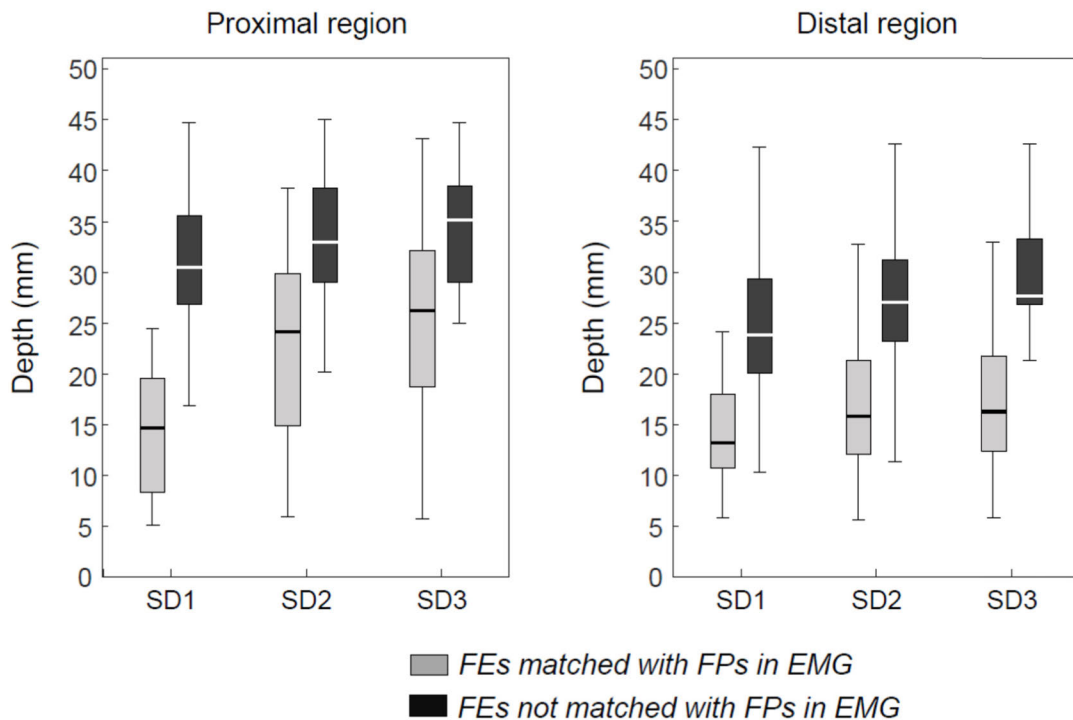 Proximal region
Distal region
Depth (mm)
50
45
40
35
30
25
20
15
10
5
0
SD1 SD2 SD3
Depth (mm)
50
45
40
35
30
25
20
15
10
5
0
SD1 SD2 SD3
FEs matched with FPs in EMG
FEs not matched with FPs in EMG